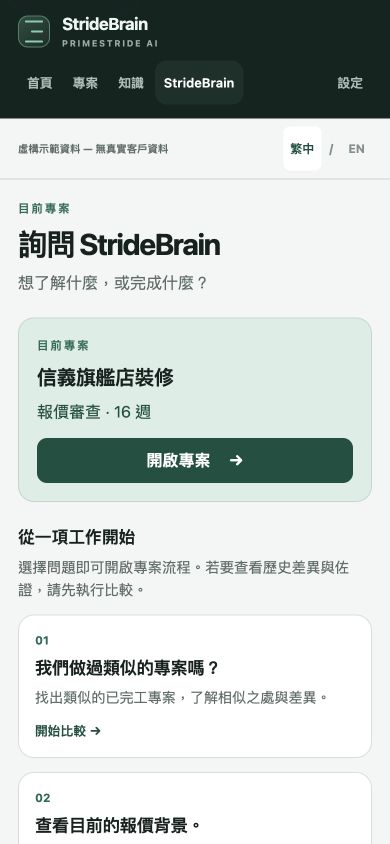 StrideBrain
PRIMESTRIDE AI
首頁 專案 知識 StrideBrain 設定
虛構示範資料 — 無真實客戶資料 繁中 / EN
目前專案
詢問 StrideBrain
想了解什麼，或完成什麼？
目前專案
信義旗艦店裝修
報價審查 · 16 週
開啟專案 →
從一項工作開始
選擇問題即可開啟專案流程。若要查看歷史差異與佐
證，請先執行比較。
01
我們做過類似的專案嗎？
找出類似的已完工專案，了解相似之處與差異。
開始比較 →
02
查看目前的報價背景。